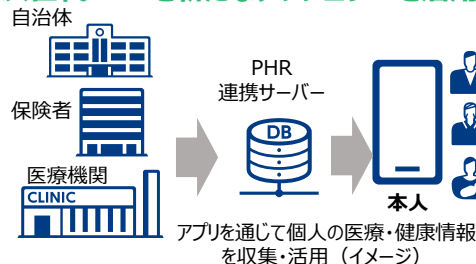 自治体
保険者
医療機関
CLINIC
PHR
連携サーバー
DB
本人
アプリを通じて個人の医療・健康情報
を収集・活用（イメージ）